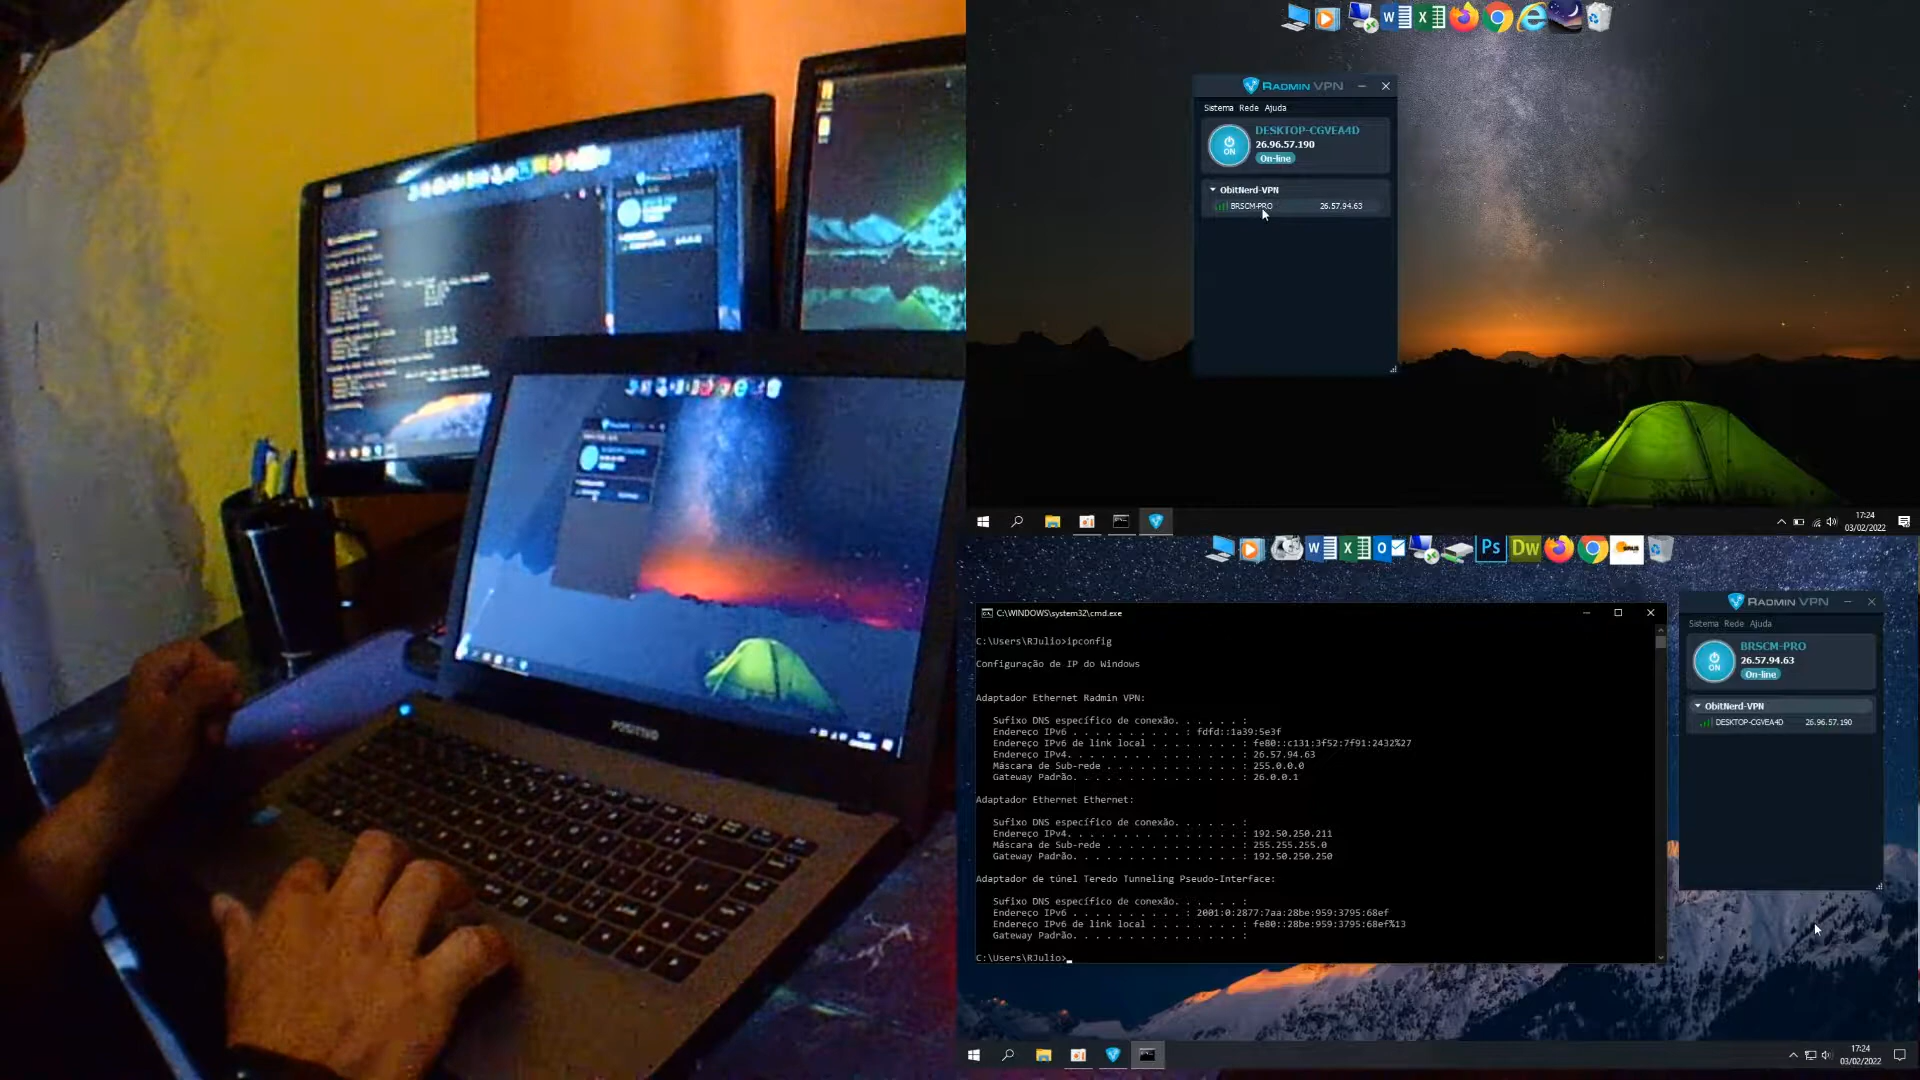 POSITIVO
RADMIN VPN
Sistema Rede Ajuda
ON
DESKTOP-CGVEA4D
26.96.57.190
On-line
ObitNerd-VPN
BRSCM-PRO 26.57.94.63
17:24
03/02/2022
Ps Dw
C:\WINDOWS\system32\cmd.exe
C:\Users\RJulio>ipconfig
Configuração de IP do Windows
Adaptador Ethernet Radmin VPN:
Sufixo DNS específico de conexão. . . . . . :
Endereço IPv6 . . . . . . . . . . : fdfd::1a39:5e3f
Endereço IPv6 de link local . . . . . . . . : fe80::c131:3f52:7f91:2432%27
Endereço IPv4. . . . . . . . . . . . . . . : 26.57.94.63
Máscara de Sub-rede . . . . . . . . . . . . : 255.0.0.0
Gateway Padrão. . . . . . . . . . . . . . . : 26.0.0.1
Adaptador Ethernet Ethernet:
Sufixo DNS específico de conexão. . . . . . :
Endereço IPv4. . . . . . . . . . . . . . . : 192.50.250.211
Máscara de Sub-rede . . . . . . . . . . . . : 255.255.255.0
Gateway Padrão. . . . . . . . . . . . . . . : 192.50.250.250
Adaptador de túnel Teredo Tunneling Pseudo-Interface:
Sufixo DNS específico de conexão. . . . . . :
Endereço IPv6 . . . . . . . . . . : 2001:0:2877:7aa:28be:959:3795:68ef
Endereço IPv6 de link local . . . . . . . . : fe80::28be:959:3795:68ef%13
Gateway Padrão. . . . . . . . . . . . . . . :
C:\Users\RJulio>
RADMIN VPN
Sistema Rede Ajuda
ON
BRSCM-PRO
26.57.94.63
On-line
ObitNerd-VPN
DESKTOP-CGVEA4D 26.96.57.190
17:24
03/02/2022